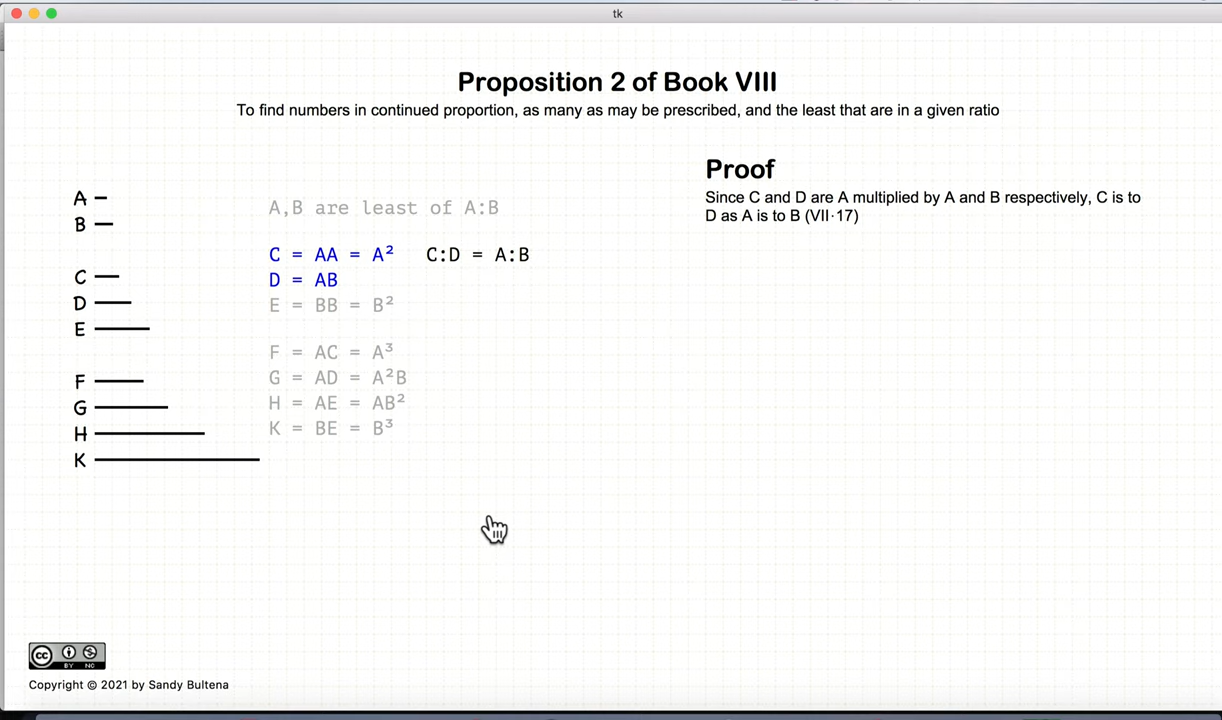 tk
Proposition 2 of Book VIII
To find numbers in continued proportion, as many as may be prescribed, and the least that are in a given ratio
A
B
C
D
E
F
G
H
K
A,B are least of A:B
C = AA = A² C:D = A:B
D = AB
E = BB = B²
F = AC = A³
G = AD = A²B
H = AE = AB²
K = BE = B³
Proof
Since C and D are A multiplied by A and B respectively, C is to
D as A is to B (VII·17)
cc
BY NC
Copyright © 2021 by Sandy Bultena